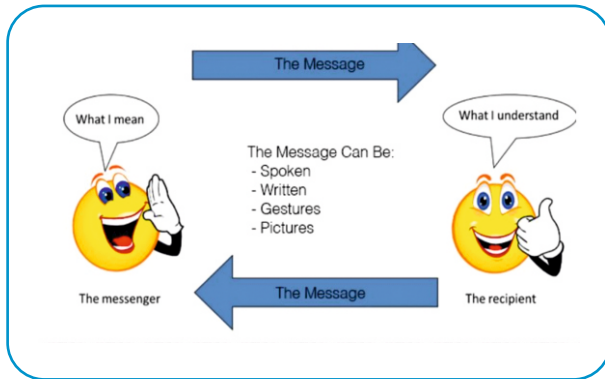 The Message
What I mean
What I understand
The Message Can Be:
- Spoken
- Written
- Gestures
- Pictures
The Message
The messenger
The recipient